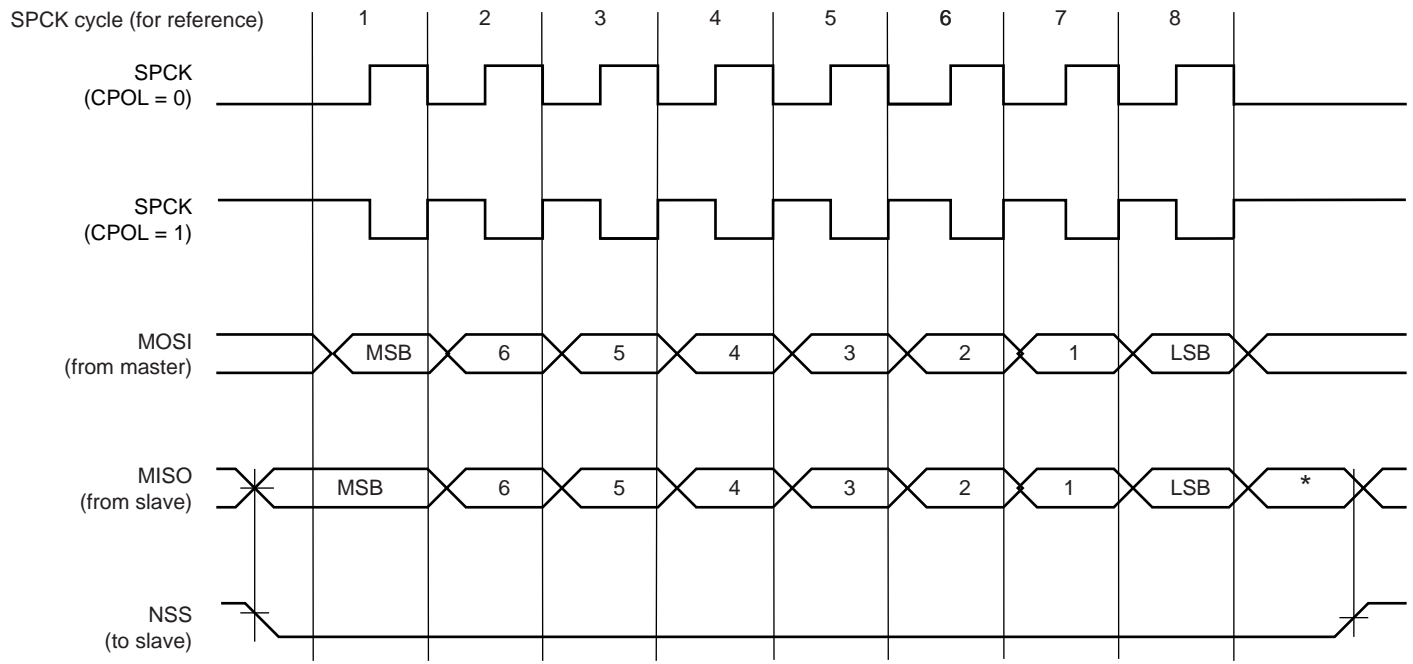 SPCK cycle (for reference) 1 2 3 4 5 6 7 8
SPCK
(CPOL = 0)
SPCK
(CPOL = 1)
MOSI
(from master)
MSB 6 5 4 3 2 1 LSB
MISO
(from slave)
MSB 6 5 4 3 2 1 LSB *
NSS
(to slave)